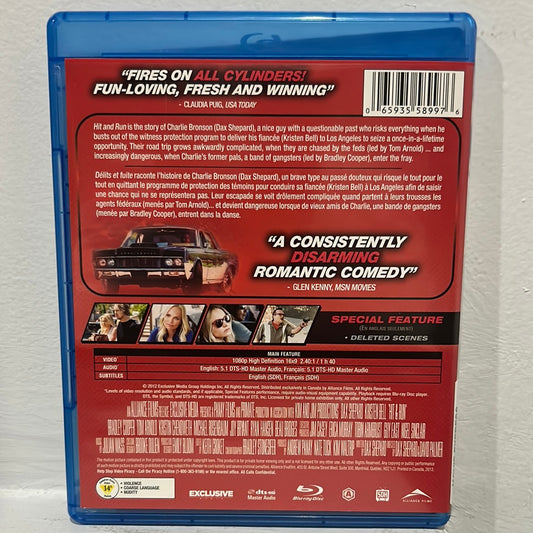 "FIRES ON ALL CYLINDERS!
FUN-LOVING, FRESH AND WINNING"
- CLAUDIA PUIG, USA TODAY
0 65935 58997 6
Hit and Run is the story of Charlie Bronson (Dax Shepard), a nice guy with a questionable past who risks everything when he
busts out of the witness protection program to deliver his fiancée (Kristen Bell) to Los Angeles to seize a once-in-a-lifetime
opportunity. Their road trip grows awkwardly complicated, when they are chased by the feds (led by Tom Arnold) ... and
increasingly dangerous, when Charlie's former pals, a band of gangsters (led by Bradley Cooper), enter the fray.
Délits et fuite raconte l'histoire de Charlie Bronson (Dax Shepard), un brave type au passé douteux qui risque le tout pour le
tout en quittant le programme de protection des témoins pour conduire sa fiancée (Kristen Bell) à Los Angeles afin de saisir
une chance qui ne se représentera pas. Leur escapade se voit drôlement compliquée quand partent à leurs trousses les
agents fédéraux (menés par Tom Arnold)... et devient dangereuse lorsque de vieux amis de Charlie, une bande de gangsters
(menée par Bradley Cooper), entrent dans la danse.
"A CONSISTENTLY
DISARMING
ROMANTIC COMEDY"
- GLEN KENNY, MSN MOVIES
SPECIAL FEATURE
(EN ANGLAIS SEULEMENT)
• DELETED SCENES
MAIN FEATURE
VIDEO 1080p High Definition 16x9 2.40:1 / 1 h 40
AUDIO English: 5.1 DTS-HD Master Audio, Français: 5.1 DTS-HD Master Audio
SUBTITLES English (SDH), Français (SDH)
14
• VIOLENCE
• COARSE LANGUAGE
• NUDITY
EXCLUSIVE
dts-HD
Master Audio
Blu-ray Disc
SDH
ALLIANCE FILMS